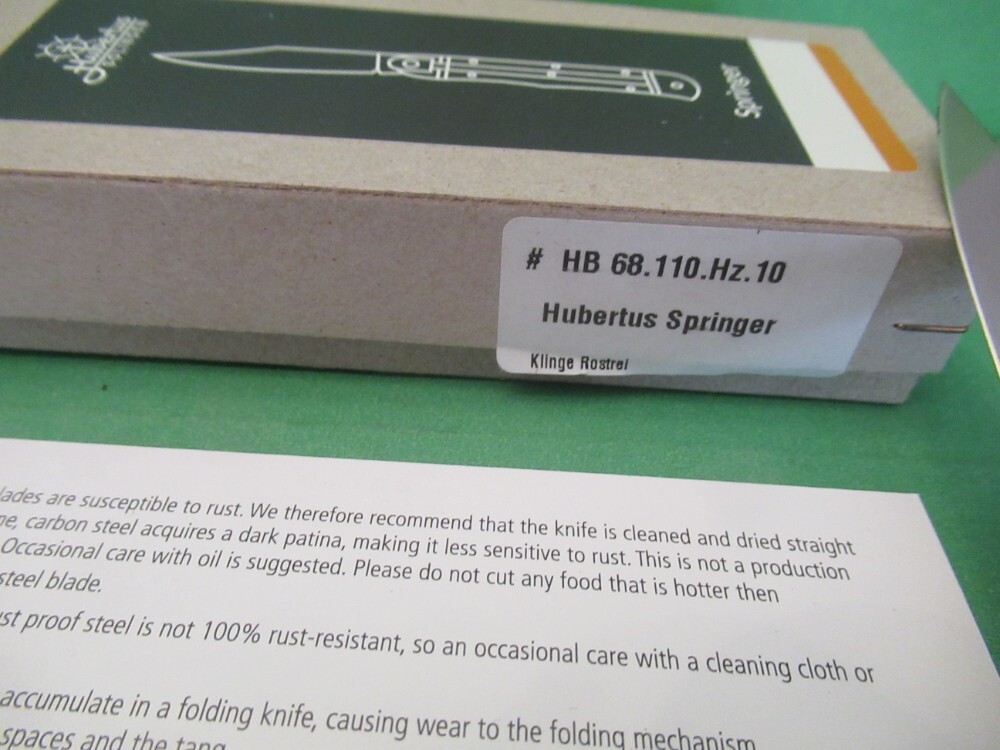 Hubertus
SOLINGEN
Springer
# HB 68.110.Hz.10
Hubertus Springer
Klinge Rostrei
lades are susceptible to rust. We therefore recommend that the knife is cleaned and dried straight
ne, carbon steel acquires a dark patina, making it less sensitive to rust. This is not a production
Occasional care with oil is suggested. Please do not cut any food that is hotter then
steel blade.
st proof steel is not 100% rust-resistant, so an occasional care with a cleaning cloth or
accumulate in a folding knife, causing wear to the folding mechanism
spaces and the tang